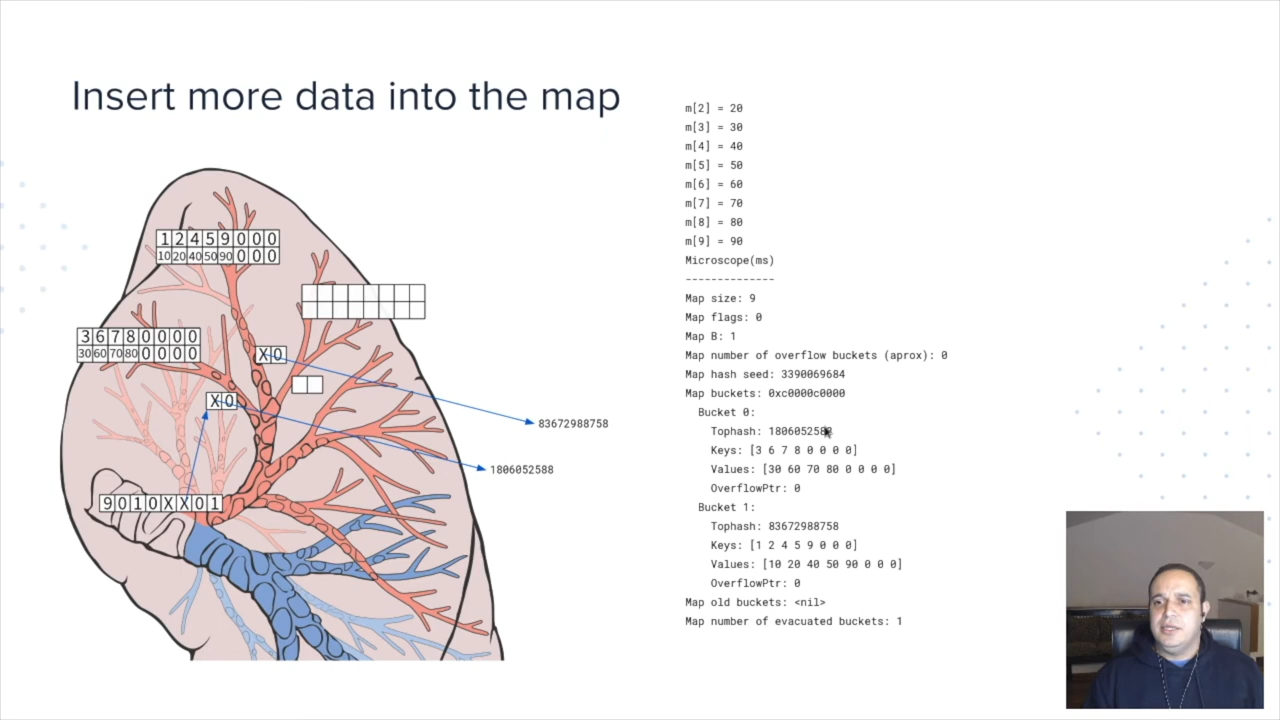 Insert more data into the map
1 2 4 5 9 0 0 0
10 20 40 50 90 0 0 0
3 6 7 8 0 0 0 0
30 60 70 80 0 0 0 0
X 0
X 0
83672988758
1806052588
9 0 1 0 X X 0 1
m[2] = 20
m[3] = 30
m[4] = 40
m[5] = 50
m[6] = 60
m[7] = 70
m[8] = 80
m[9] = 90
Microscope(ms)
--------------
Map size: 9
Map flags: 0
Map B: 1
Map number of overflow buckets (aprox): 0
Map hash seed: 3390069684
Map buckets: 0xc0000c0000
Bucket 0:
Tophash: 1806052588
Keys: [3 6 7 8 0 0 0 0]
Values: [30 60 70 80 0 0 0 0]
OverflowPtr: 0
Bucket 1:
Tophash: 83672988758
Keys: [1 2 4 5 9 0 0 0]
Values: [10 20 40 50 90 0 0 0]
OverflowPtr: 0
Map old buckets: <nil>
Map number of evacuated buckets: 1